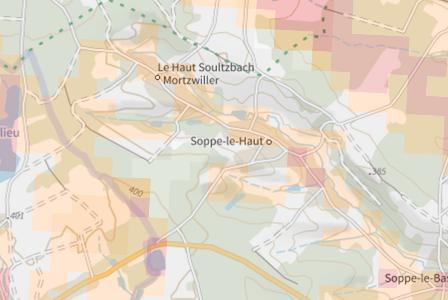 Le Haut Soultzbach
Mortzwiller
lieu
Soppe-le-Haut
.385
400
.401
Soppe-le-Ba